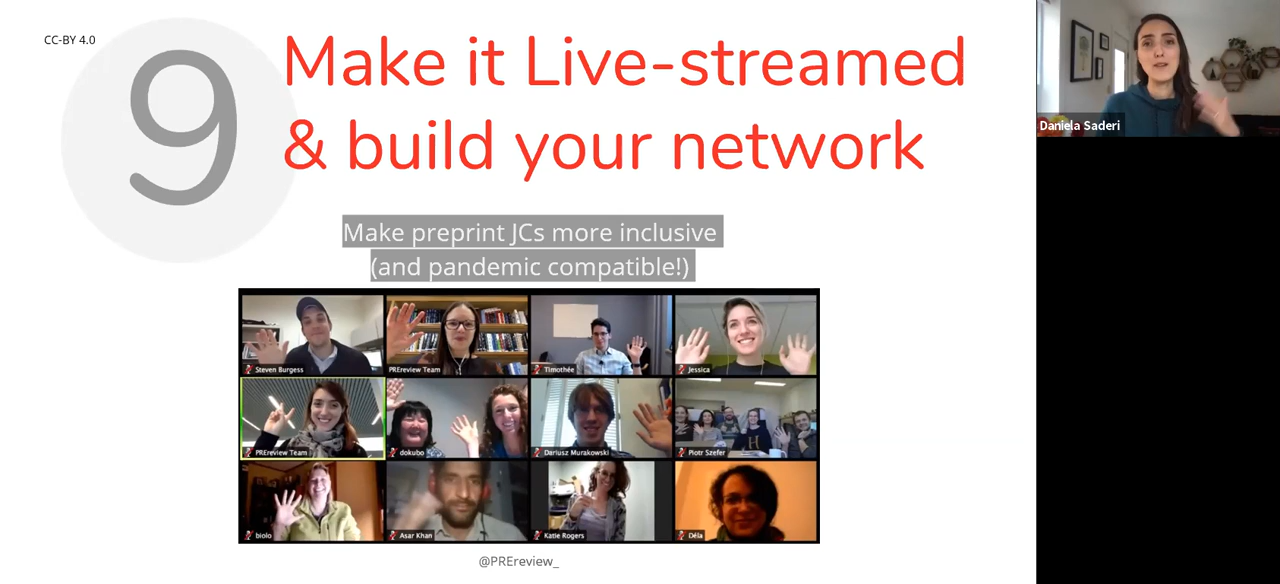 CC-BY 4.0
9
Make it Live-streamed
& build your network
Daniela Saderi
Make preprint JCs more inclusive
(and pandemic compatible!)
Steven Burgess
PREreview Team
Timothée
Jessica
PREreview Team
dokubo
Dariusz Murakowski
Piotr Szefer
H
biolo
Asar Khan
Katie Rogers
Déla
@PREreview_